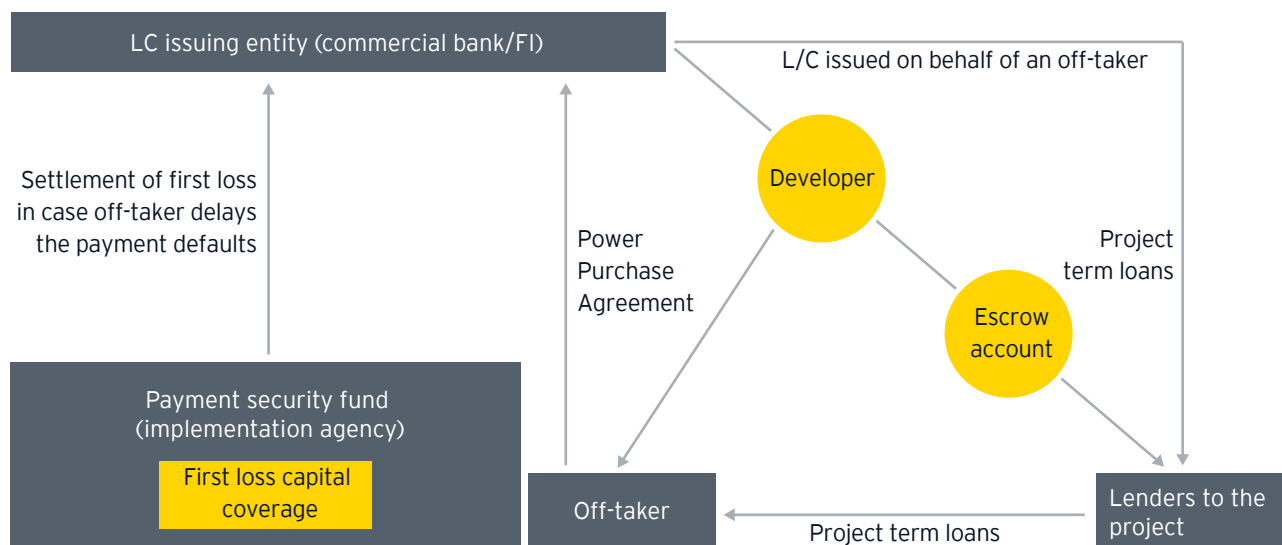 LC issuing entity (commercial bank/FI)
L/C issued on behalf of an off-taker
Developer
Settlement of first loss
in case off-taker delays
the payment defaults
Power
Purchase
Agreement
Project
term loans
Escrow
account
Payment security fund
(implementation agency)
First loss capital
coverage
Off-taker
Project term loans
Lenders to the
project